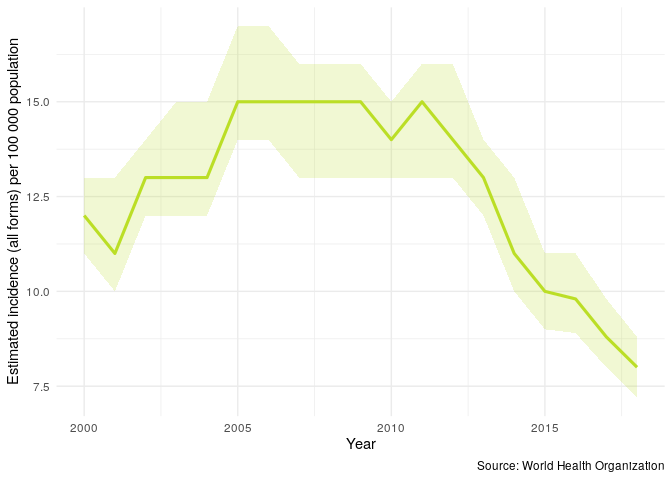 Estimated incidence (all forms) per 100 000 population
15.0
12.5
10.0
7.5
2000 2005 2010 2015
Year
Source: World Health Organization